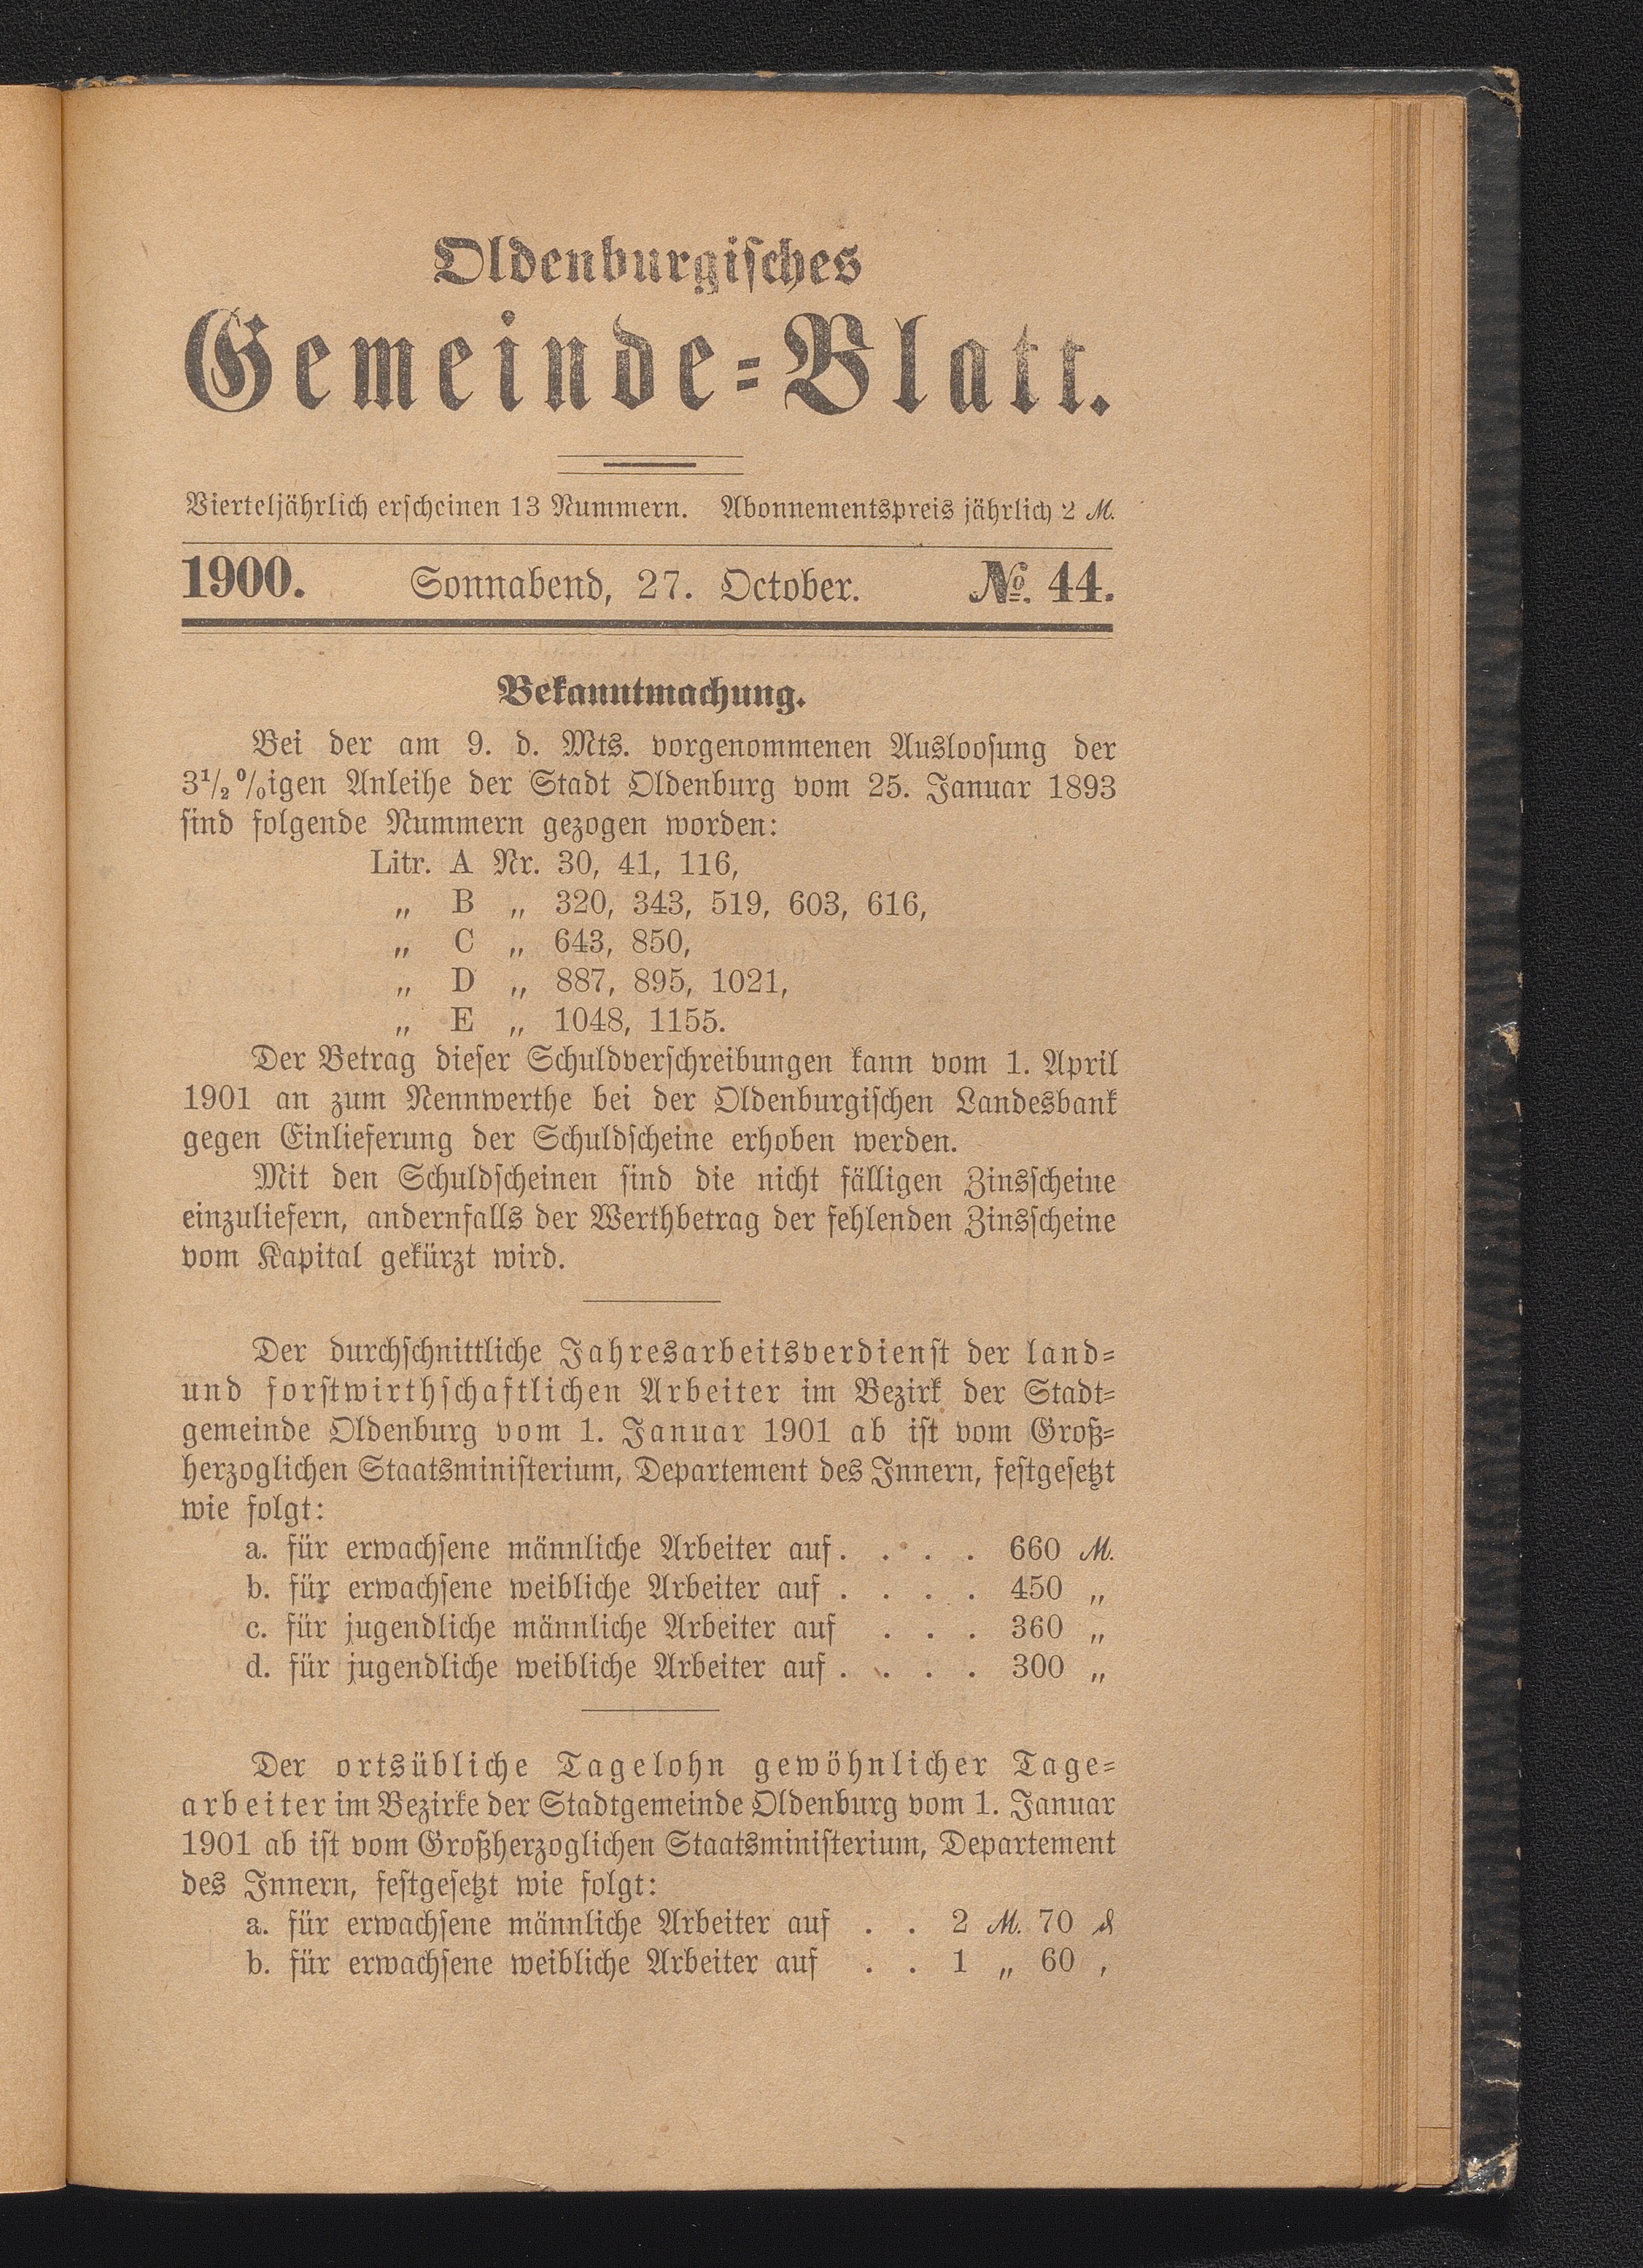 Oldenburgisches
Gemeinde=Blatt.
Vierteljährlich erscheinen 13 Nummern. Abonnementspreis jährlich 2 ℳ.
1900. Sonnabend, 27. October. № 44.
Bekanntmachung.
Bei der am 9. d. Mts. vorgenommenen Ausloosung der
3½ %igen Anleihe der Stadt Oldenburg vom 25. Januar 1893
sind folgende Nummern gezogen worden:
Litr. A Nr. 30, 41, 116,
„ B „ 320, 343, 519, 603, 616,
„ C „ 643, 850,
„ D „ 887, 895, 1021,
„ E „ 1048, 1155.
Der Betrag dieser Schuldverschreibungen kann vom 1. April
1901 an zum Nennwerthe bei der Oldenburgischen Landesbank
gegen Einlieferung der Schuldscheine erhoben werden.
Mit den Schuldscheinen sind die nicht fälligen Zinsscheine
einzuliefern, andernfalls der Werthbetrag der fehlenden Zinsscheine
vom Kapital gekürzt wird.
Der durchschnittliche Jahresarbeitsverdienst der land=
und forstwirthschaftlichen Arbeiter im Bezirk der Stadt=
gemeinde Oldenburg vom 1. Januar 1901 ab ist vom Groß=
herzoglichen Staatsministerium, Departement des Innern, festgesetzt
wie folgt:
a. für erwachsene männliche Arbeiter auf . . . . 660 ℳ.
b. für erwachsene weibliche Arbeiter auf . . . . 450 „
c. für jugendliche männliche Arbeiter auf . . . 360 „
d. für jugendliche weibliche Arbeiter auf . . . . 300 „
Der ortsübliche Tagelohn gewöhnlicher Tage=
arbeiter im Bezirke der Stadtgemeinde Oldenburg vom 1. Januar
1901 ab ist vom Großherzoglichen Staatsministerium, Departement
des Innern, festgesetzt wie folgt:
a. für erwachsene männliche Arbeiter auf . . 2 ℳ. 70 ₰
b. für erwachsene weibliche Arbeiter auf . . 1 „ 60 ,